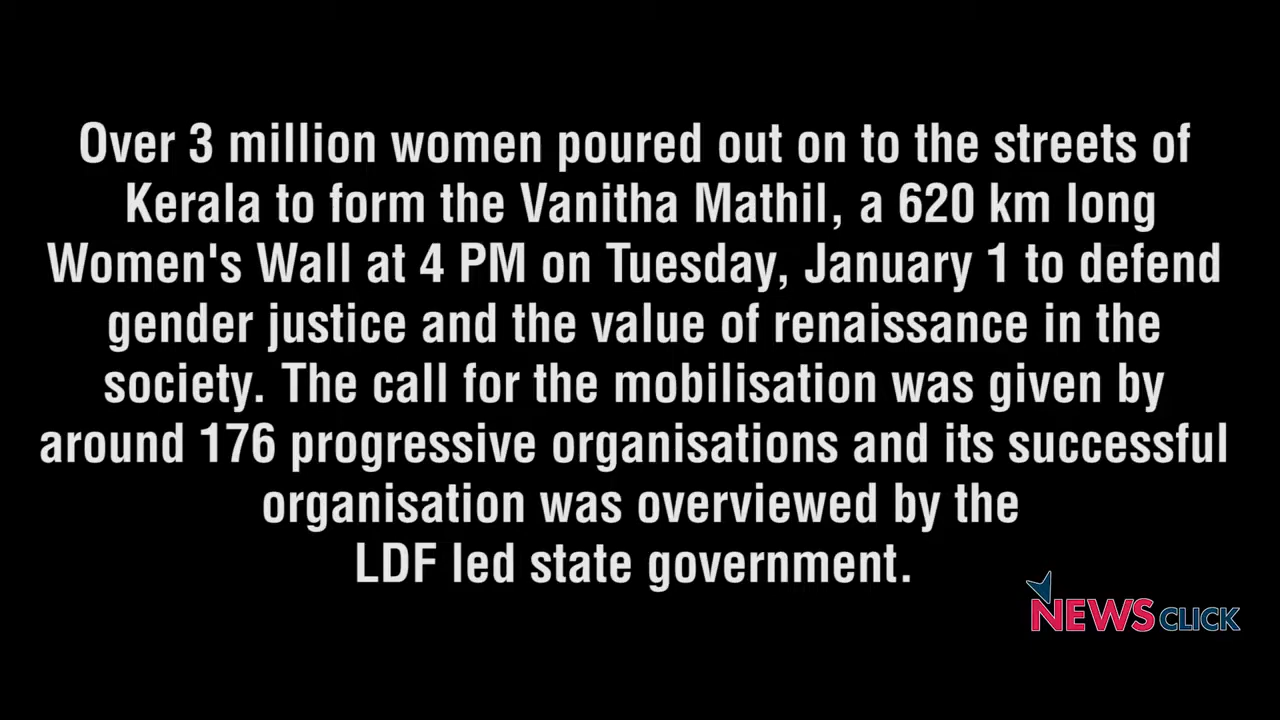 Over 3 million women poured out on to the streets of
Kerala to form the Vanitha Mathil, a 620 km long
Women's Wall at 4 PM on Tuesday, January 1 to defend
gender justice and the value of renaissance in the
society. The call for the mobilisation was given by
around 176 progressive organisations and its successful
organisation was overviewed by the
LDF led state government.
NEWSCLICK